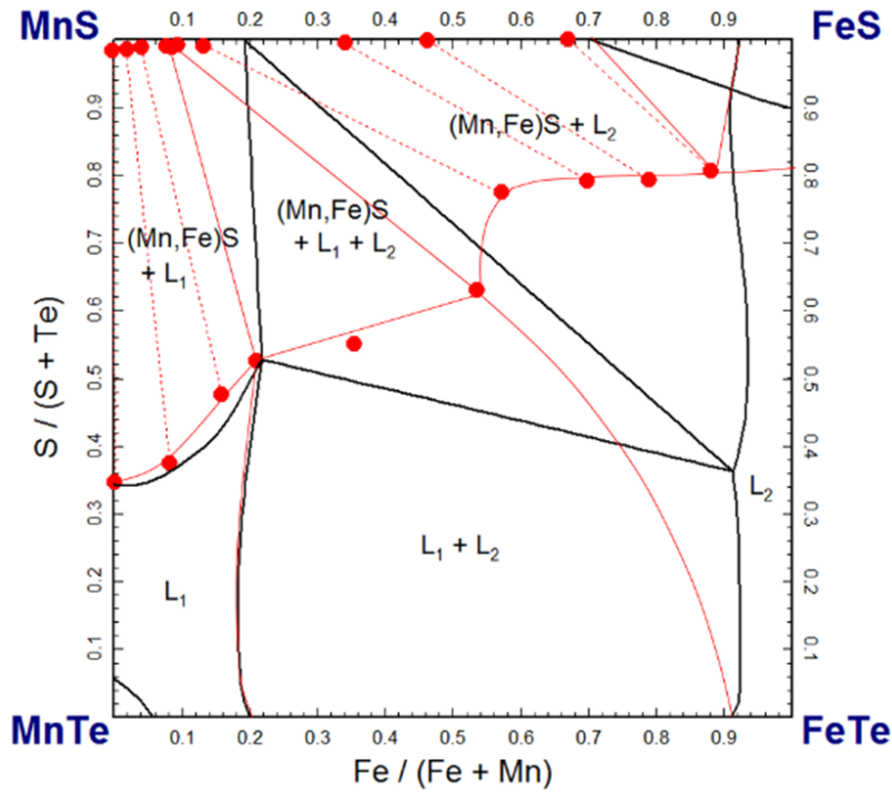 0.1 0.2 0.3 0.4 0.5 0.6 0.7 0.8 0.9
MnS
FeS
0.9 0.8 0.7 0.6 0.5 0.4 0.3 0.2 0.1
S / (S + Te)
(Mn,Fe)S + L₂
(Mn,Fe)S
+ L₁ + L₂
(Mn,Fe)S
+ L₁
L₂
L₁ + L₂
L₁
0.9 0.8 0.7 0.6 0.5 0.4 0.3 0.2 0.1
MnTe
FeTe
0.1 0.2 0.3 0.4 0.5 0.6 0.7 0.8 0.9
Fe / (Fe + Mn)